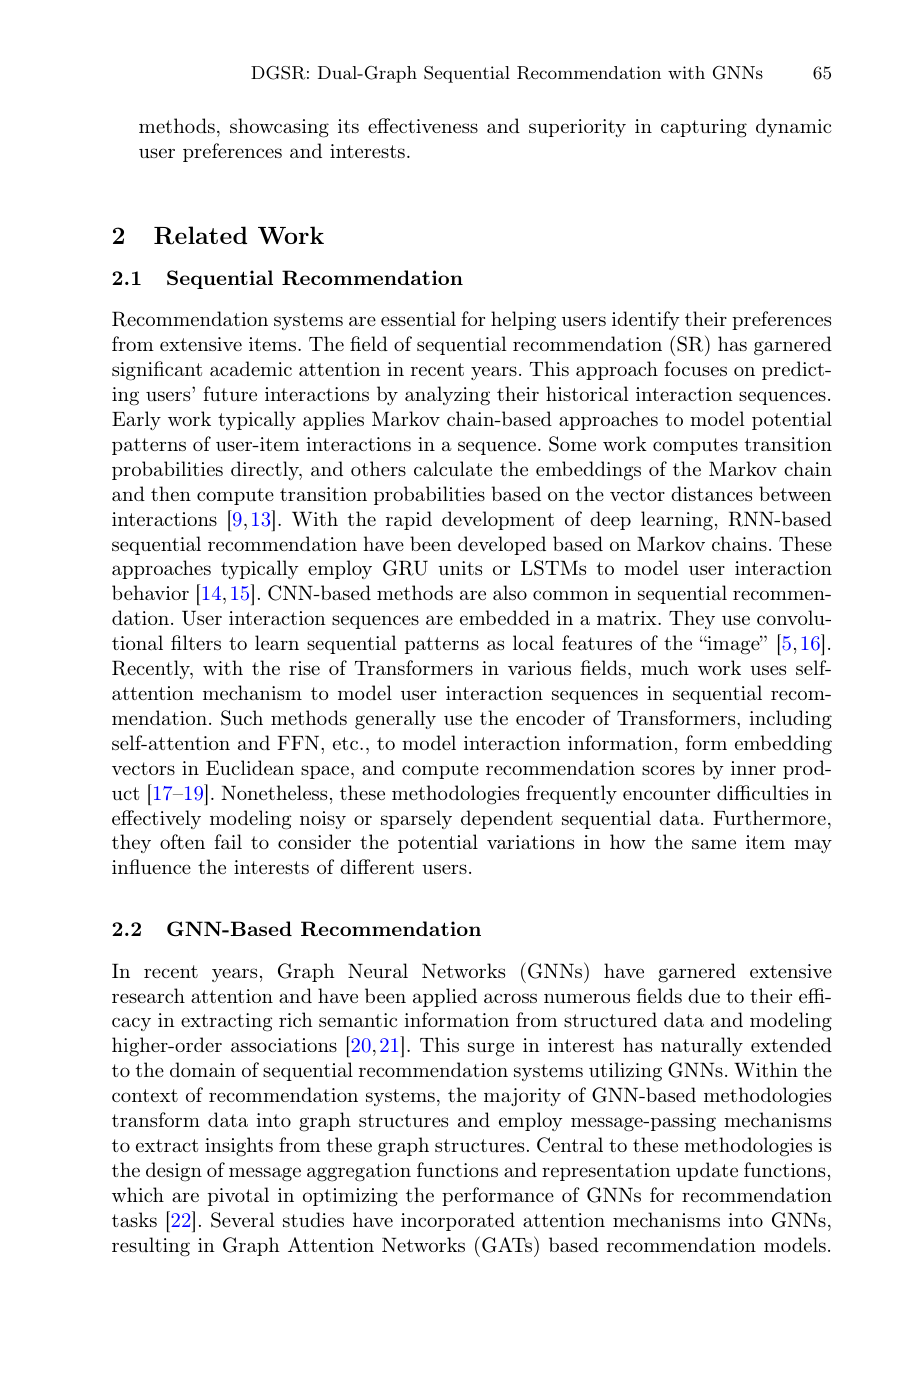 DGSR: Dual-Graph Sequential Recommendation with GNNs 65
methods, showcasing its effectiveness and superiority in capturing dynamic
user preferences and interests.
2 Related Work
2.1 Sequential Recommendation
Recommendation systems are essential for helping users identify their preferences
from extensive items. The field of sequential recommendation (SR) has garnered
significant academic attention in recent years. This approach focuses on predict-
ing users' future interactions by analyzing their historical interaction sequences.
Early work typically applies Markov chain-based approaches to model potential
patterns of user-item interactions in a sequence. Some work computes transition
probabilities directly, and others calculate the embeddings of the Markov chain
and then compute transition probabilities based on the vector distances between
interactions [9,13]. With the rapid development of deep learning, RNN-based
sequential recommendation have been developed based on Markov chains. These
approaches typically employ GRU units or LSTMs to model user interaction
behavior [14,15]. CNN-based methods are also common in sequential recommen-
dation. User interaction sequences are embedded in a matrix. They use convolu-
tional filters to learn sequential patterns as local features of the “image” [5,16].
Recently, with the rise of Transformers in various fields, much work uses self-
attention mechanism to model user interaction sequences in sequential recom-
mendation. Such methods generally use the encoder of Transformers, including
self-attention and FFN, etc., to model interaction information, form embedding
vectors in Euclidean space, and compute recommendation scores by inner prod-
uct [17–19]. Nonetheless, these methodologies frequently encounter difficulties in
effectively modeling noisy or sparsely dependent sequential data. Furthermore,
they often fail to consider the potential variations in how the same item may
influence the interests of different users.
2.2 GNN-Based Recommendation
In recent years, Graph Neural Networks (GNNs) have garnered extensive
research attention and have been applied across numerous fields due to their effi-
cacy in extracting rich semantic information from structured data and modeling
higher-order associations [20,21]. This surge in interest has naturally extended
to the domain of sequential recommendation systems utilizing GNNs. Within the
context of recommendation systems, the majority of GNN-based methodologies
transform data into graph structures and employ message-passing mechanisms
to extract insights from these graph structures. Central to these methodologies is
the design of message aggregation functions and representation update functions,
which are pivotal in optimizing the performance of GNNs for recommendation
tasks [22]. Several studies have incorporated attention mechanisms into GNNs,
resulting in Graph Attention Networks (GATs) based recommendation models.